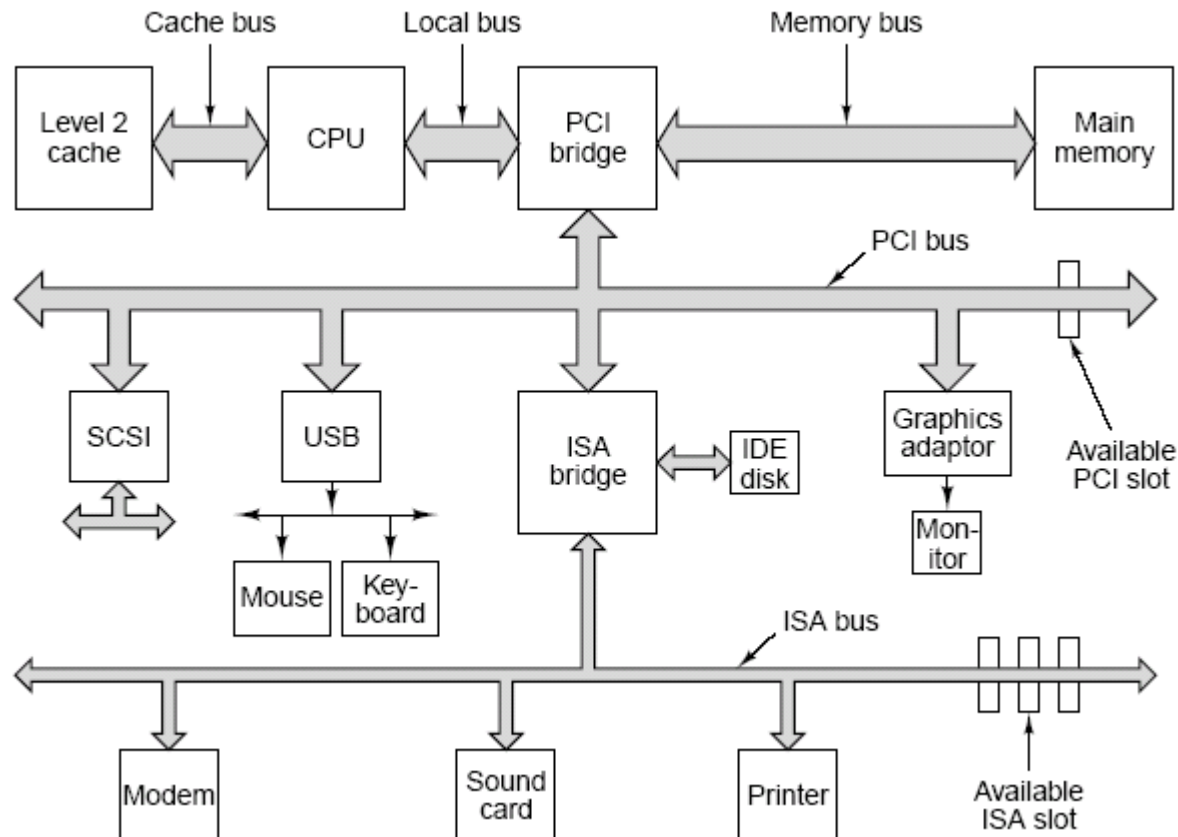 Cache bus
Local bus
Memory bus
Level 2
cache
CPU
PCI
bridge
Main
memory
PCI bus
SCSI
USB
ISA
bridge
IDE
disk
Graphics
adaptor
Available
PCI slot
Mon-
itor
Mouse
Key-
board
ISA bus
Modem
Sound
card
Printer
Available
ISA slot